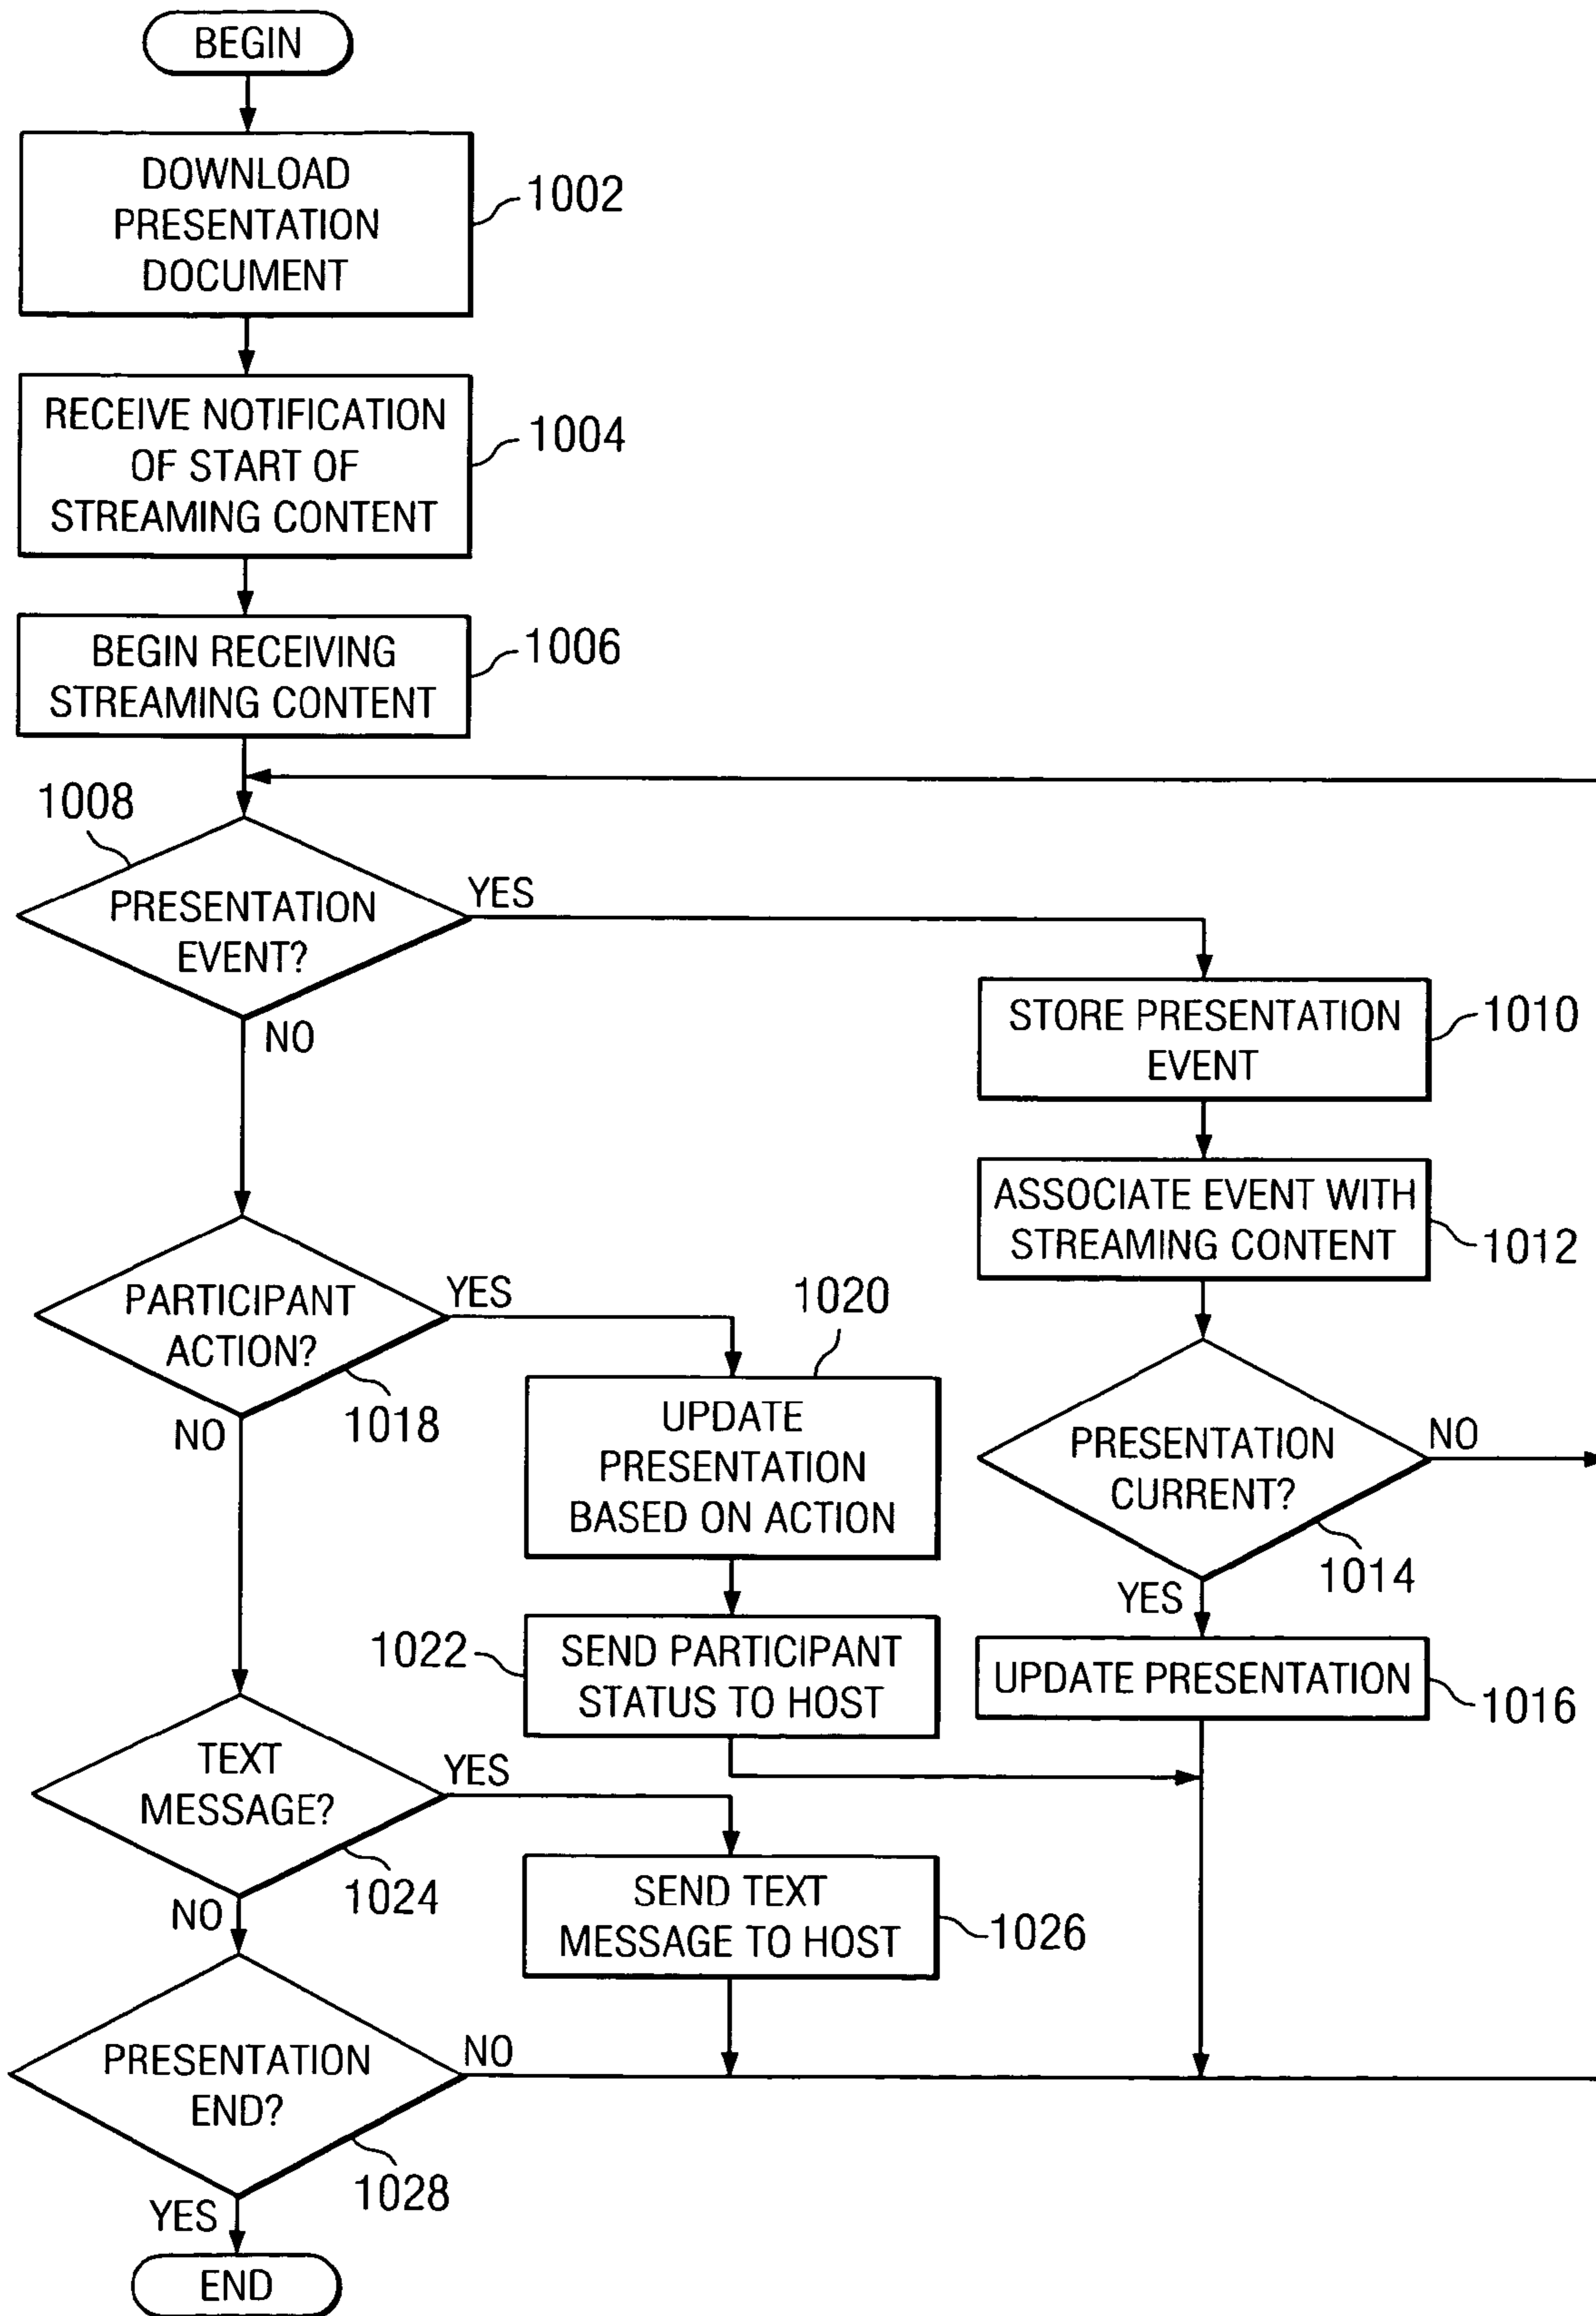 BEGIN
DOWNLOAD
PRESENTATION
DOCUMENT
1002
RECEIVE NOTIFICATION
OF START OF
STREAMING CONTENT
1004
BEGIN RECEIVING
STREAMING CONTENT
1006
1008
PRESENTATION
EVENT?
YES
NO
STORE PRESENTATION
EVENT
1010
ASSOCIATE EVENT WITH
STREAMING CONTENT
1012
PRESENTATION
CURRENT?
NO
1014
YES
UPDATE PRESENTATION
1016
PARTICIPANT
ACTION?
YES
1018
NO
1020
UPDATE
PRESENTATION
BASED ON ACTION
1022
SEND PARTICIPANT
STATUS TO HOST
TEXT
MESSAGE?
YES
1024
NO
SEND TEXT
MESSAGE TO HOST
1026
PRESENTATION
END?
NO
1028
YES
END